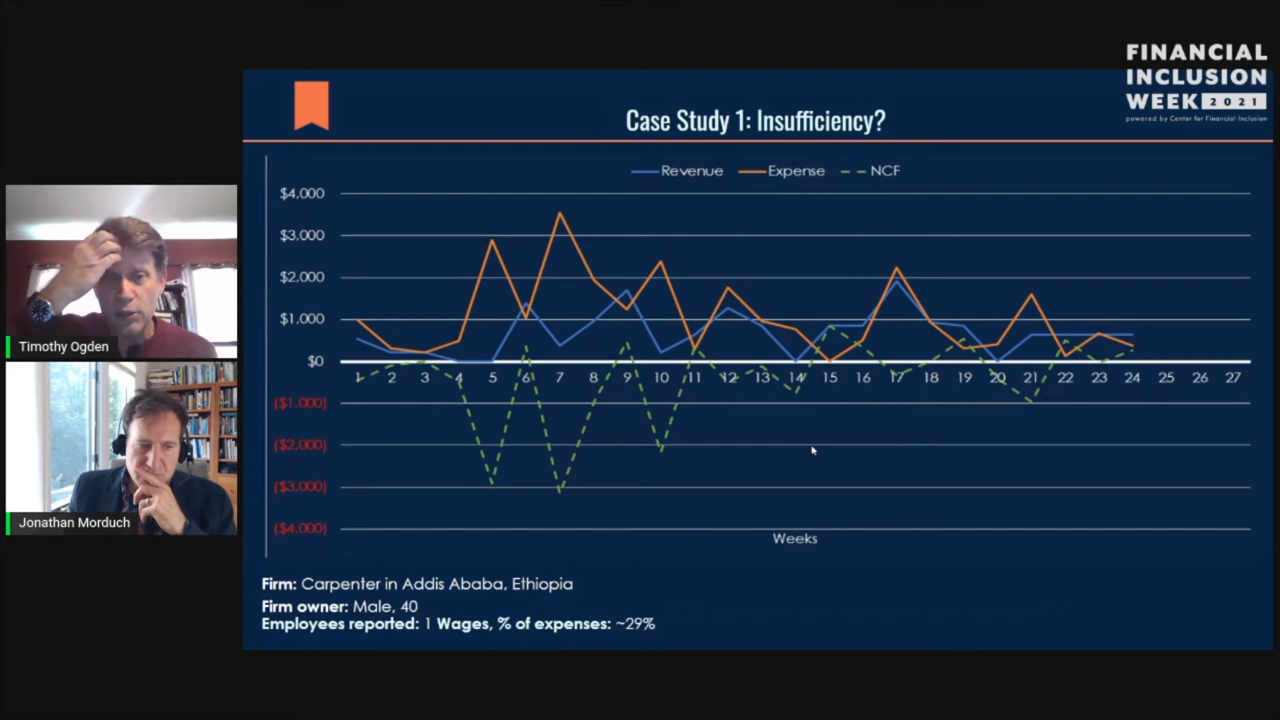 FINANCIAL
INCLUSION
WEEK 2021
powered by Center for Financial Inclusion
Case Study 1: Insufficiency?
Revenue Expense NCF
$4,000
$3,000
$2,000
$1,000
$0
1 2 3 4 5 6 7 8 9 10 11 12 13 14 15 16 17 18 19 20 21 22 23 24 25 26 27
($1,000)
($2,000)
($3,000)
($4,000)
Weeks
Timothy Ogden
Jonathan Morduch
Firm: Carpenter in Addis Ababa, Ethiopia
Firm owner: Male, 40
Employees reported: 1 Wages, % of expenses: ~29%